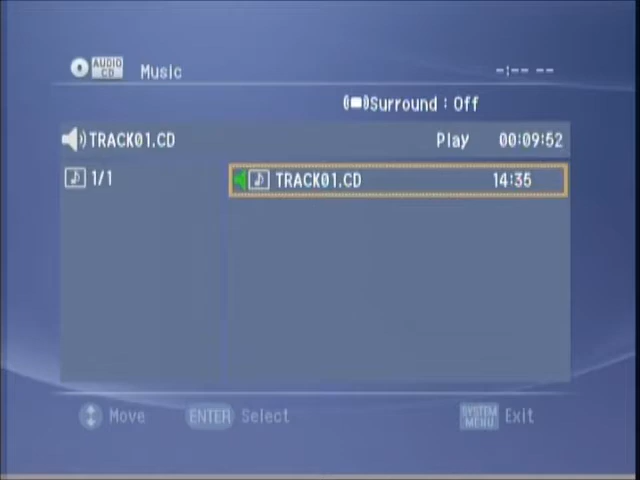 AUDIO CD Music -:-- --
Surround : Off
TRACK01.CD Play 00:09:52
1/1 TRACK01.CD 14:35
Move ENTER Select SYSTEM MENU Exit